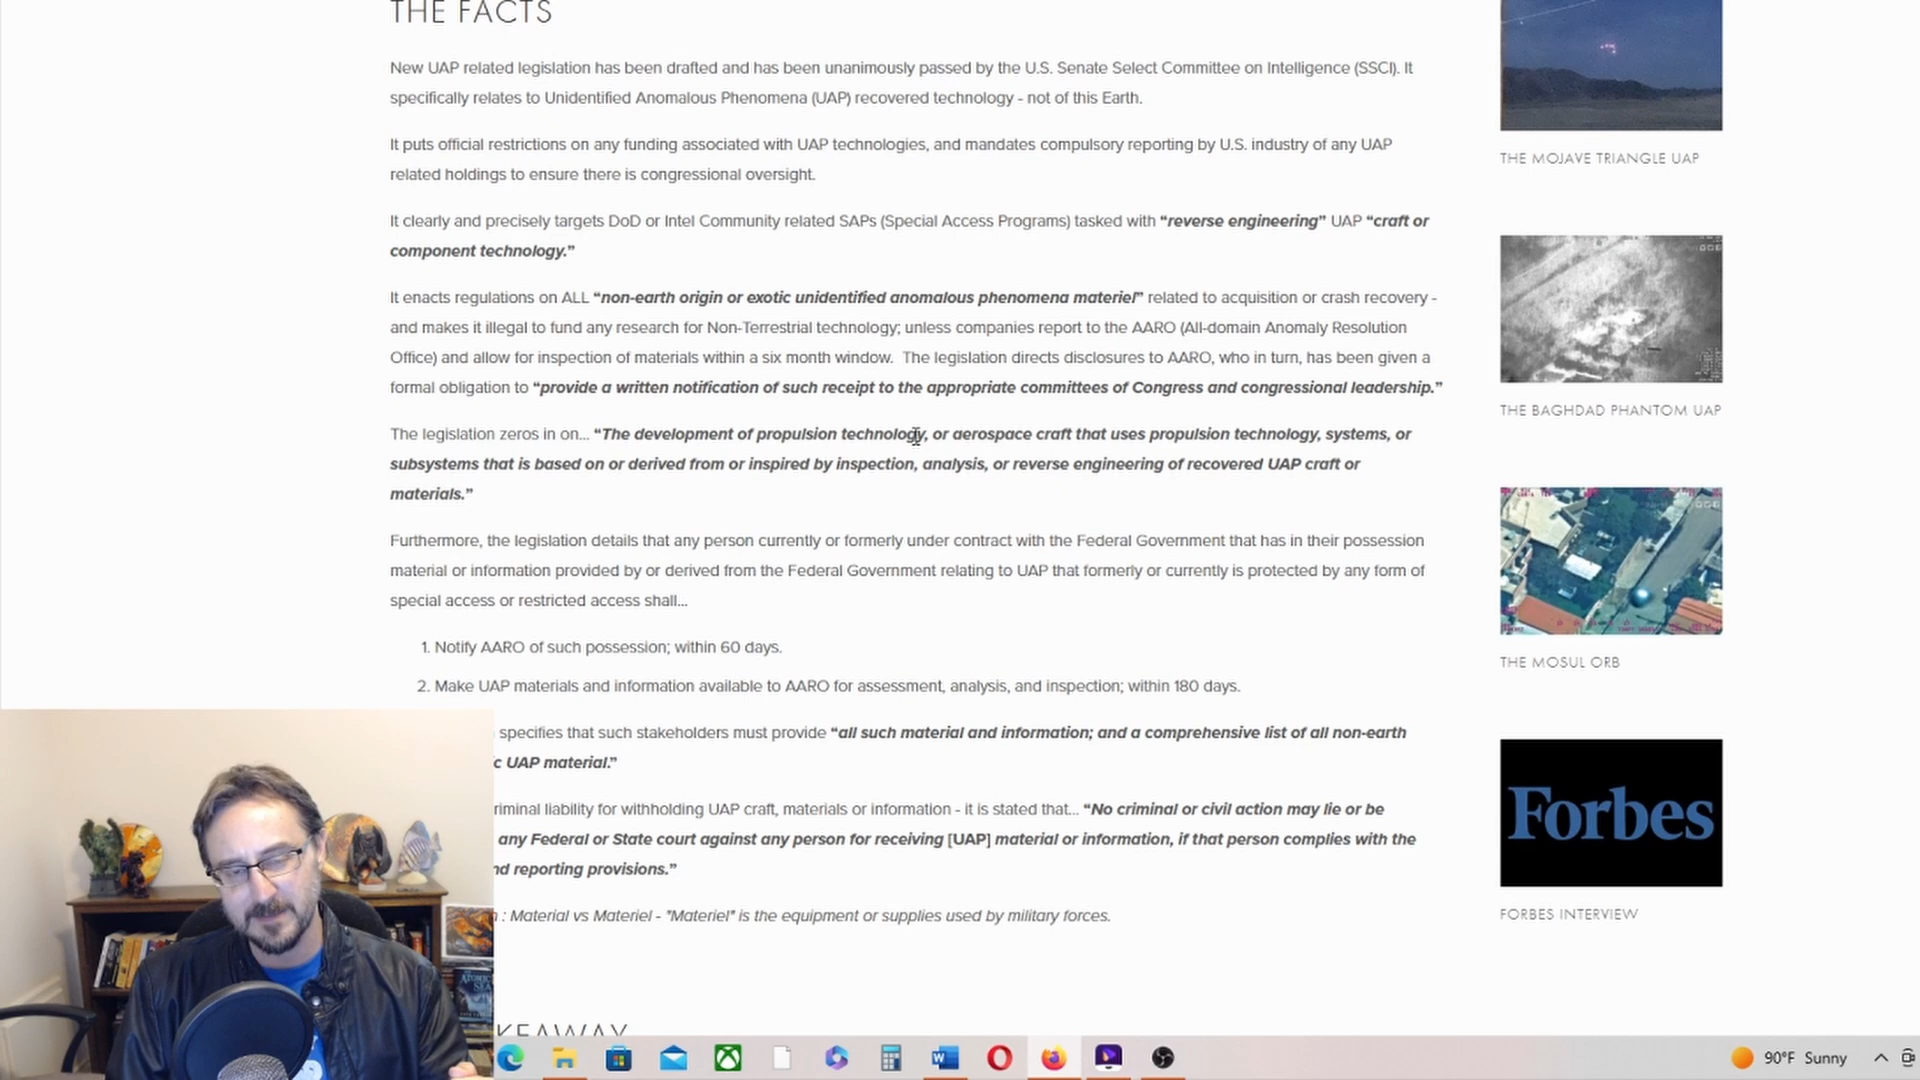 THE FACTS
New UAP related legislation has been drafted and has been unanimously passed by the U.S. Senate Select Committee on Intelligence (SSCI). It
specifically relates to Unidentified Anomalous Phenomena (UAP) recovered technology - not of this Earth.
It puts official restrictions on any funding associated with UAP technologies, and mandates compulsory reporting by U.S. industry of any UAP
related holdings to ensure there is congressional oversight.
It clearly and precisely targets DoD or Intel Community related SAPs (Special Access Programs) tasked with “reverse engineering” UAP “craft or
component technology.”
It enacts regulations on ALL “non-earth origin or exotic unidentified anomalous phenomena materiel” related to acquisition or crash recovery -
and makes it illegal to fund any research for Non-Terrestrial technology; unless companies report to the AARO (All-domain Anomaly Resolution
Office) and allow for inspection of materials within a six month window. The legislation directs disclosures to AARO, who in turn, has been given a
formal obligation to “provide a written notification of such receipt to the appropriate committees of Congress and congressional leadership.”
The legislation zeros in on... “The development of propulsion technology, or aerospace craft that uses propulsion technology, systems, or
subsystems that is based on or derived from or inspired by inspection, analysis, or reverse engineering of recovered UAP craft or
materials.”
Furthermore, the legislation details that any person currently or formerly under contract with the Federal Government that has in their possession
material or information provided by or derived from the Federal Government relating to UAP that formerly or currently is protected by any form of
special access or restricted access shall...
1. Notify AARO of such possession; within 60 days.
2. Make UAP materials and information available to AARO for assessment, analysis, and inspection; within 180 days.
specifies that such stakeholders must provide “all such material and information; and a comprehensive list of all non-earth
c UAP material.”
riminal liability for withholding UAP craft, materials or information - it is stated that... “No criminal or civil action may lie or be
any Federal or State court against any person for receiving [UAP] material or information, if that person complies with the
nd reporting provisions.”
: Material vs Materiel - "Materiel" is the equipment or supplies used by military forces.
KEAWAY
THE MOJAVE TRIANGLE UAP
THE BAGHDAD PHANTOM UAP
THE MOSUL ORB
Forbes
FORBES INTERVIEW
90°F Sunny